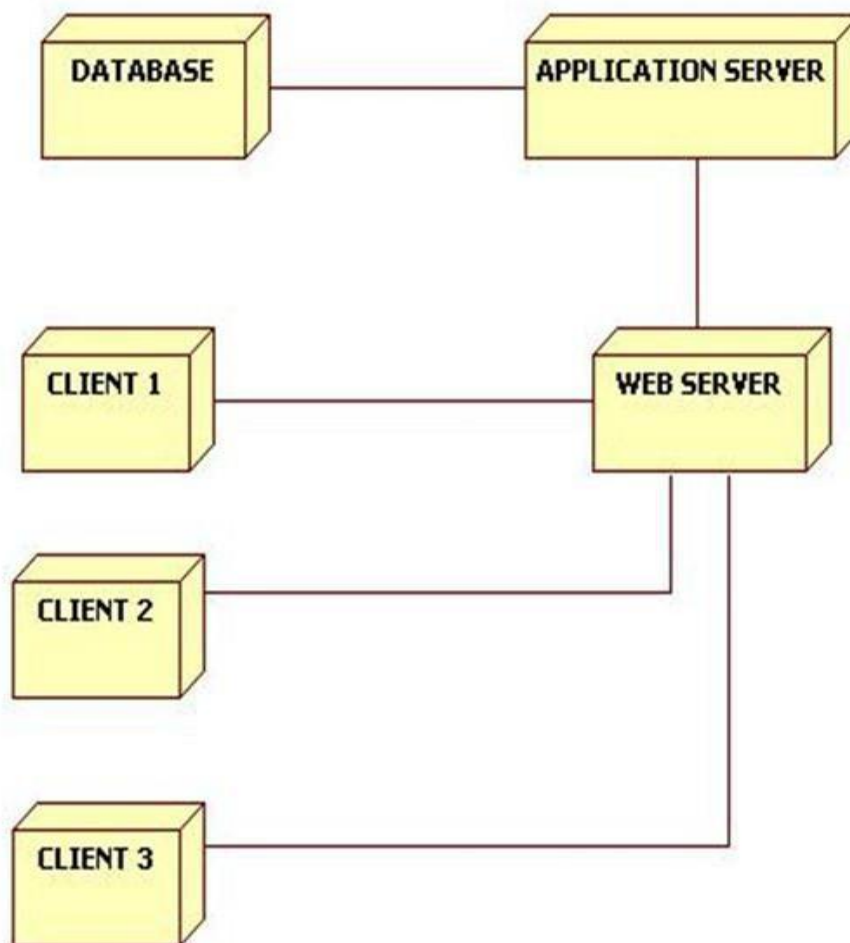 DATABASE
APPLICATION SERVER
CLIENT 1
WEB SERVER
CLIENT 2
CLIENT 3